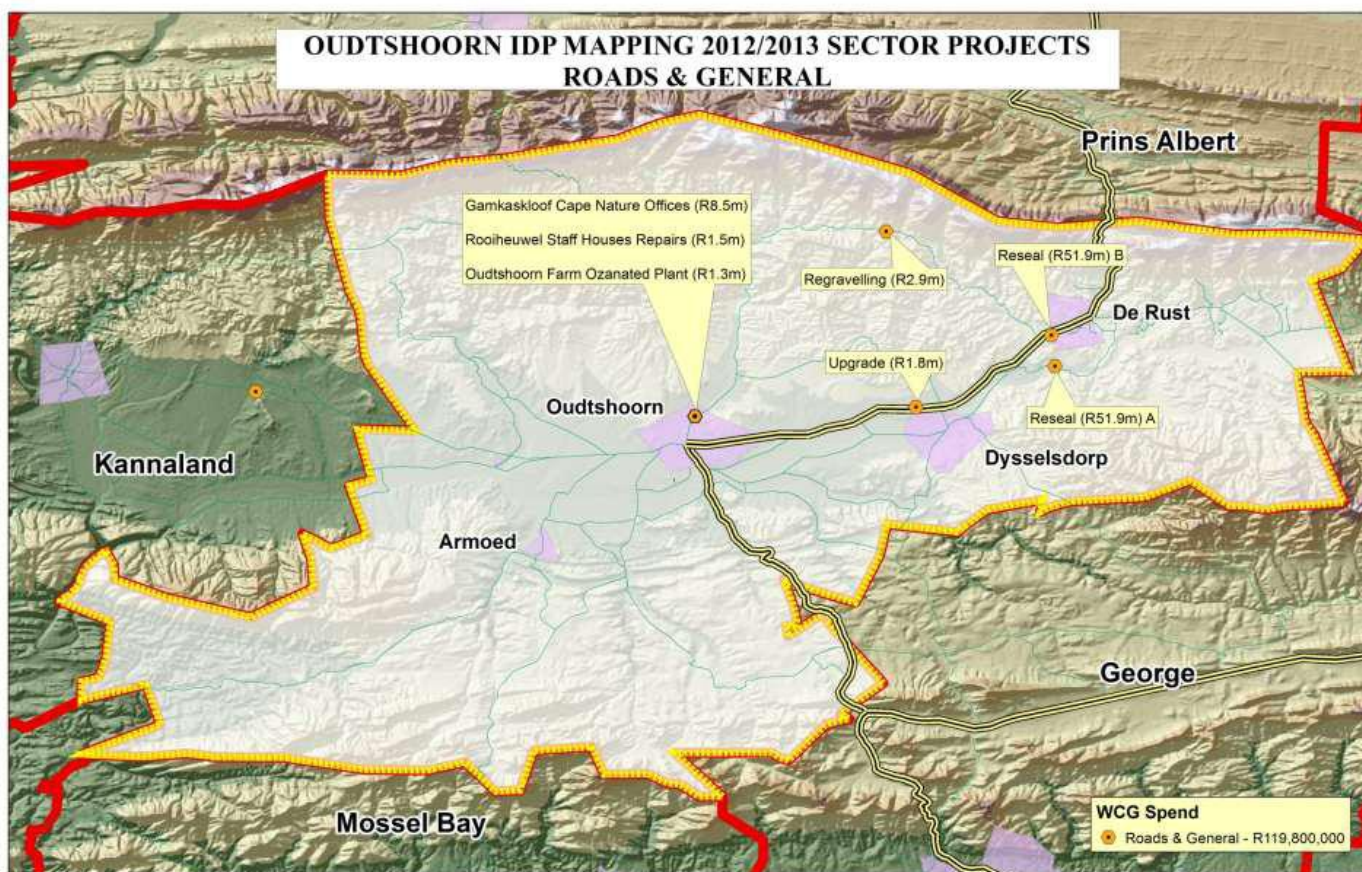 OUDTSHOORN IDP MAPPING 2012/2013 SECTOR PROJECTS
ROADS & GENERAL
Prins Albert
Gamkaskloof Cape Nature Offices (R8.5m)
Rooiheuwel Staff Houses Repairs (R1.5m)
Oudtshoorn Farm Ozanated Plant (R1.3m)
Reseal (R51.9m) B
Regravelling (R2.9m)
De Rust
Upgrade (R1.8m)
Oudtshoorn
Reseal (R51.9m) A
Kannaland
Dysselsdorp
Armoed
George
Mossel Bay
WCG Spend
Roads & General - R119,800,000